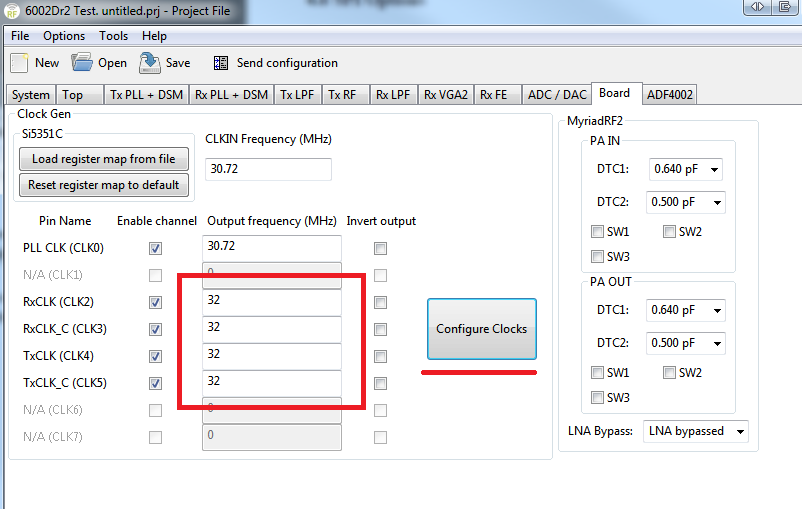 6002Dr2 Test. untitled.prj - Project File
File Options Tools Help
New Open Save Send configuration
System Top Tx PLL + DSM Rx PLL + DSM Tx LPF Tx RF Rx LPF Rx VGA2 Rx FE ADC / DAC Board ADF4002
Clock Gen
Si5351C
Load register map from file
Reset register map to default
CLKIN Frequency (MHz)
30.72
Pin Name Enable channel Output frequency (MHz) Invert output
PLL CLK (CLK0) 30.72
N/A (CLK1) 0
RxCLK (CLK2) 32
RxCLK_C (CLK3) 32
TxCLK (CLK4) 32
TxCLK_C (CLK5) 32
N/A (CLK6) 0
N/A (CLK7) 0
Configure Clocks
MyriadRF2
PA IN
DTC1: 0.640 pF
DTC2: 0.500 pF
SW1 SW2
SW3
PA OUT
DTC1: 0.640 pF
DTC2: 0.500 pF
SW1 SW2
SW3
LNA Bypass: LNA bypassed